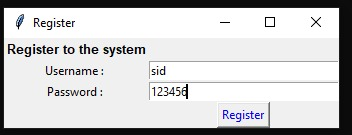 Register
Register to the system
Username : sid
Password : 123456
Register